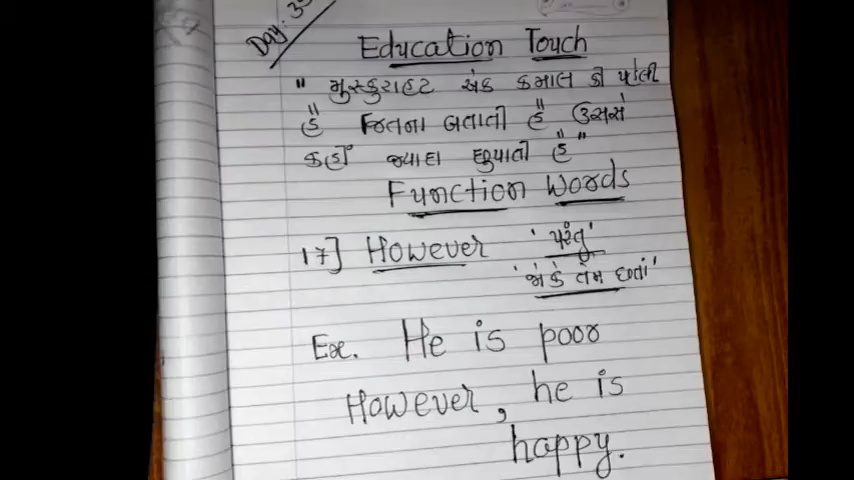 Day: 35
Education Touch
" મુસ્કુરાહટ એક કમાલ કી પહેલી
હૈ જિતના બતાતી હૈ ઉસસે
કહીં જ્યાદા છુપાતી હૈ "
Function Words
17] However 'પરંતુ'
'જો કે તેમ છતાં'
Ex. He is poor
However, he is
happy.